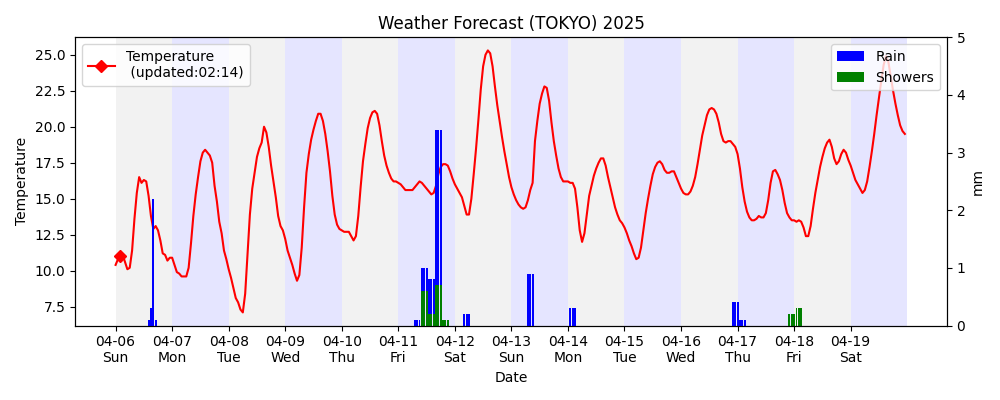 Weather Forecast (TOKYO) 2025
Temperature
(updated:02:14)
Rain
Showers
Temperature
25.0
22.5
20.0
17.5
15.0
12.5
10.0
7.5
5
4
3
2
1
0
mm
04-06 04-07 04-08 04-09 04-10 04-11 04-12 04-13 04-14 04-15 04-16 04-17 04-18 04-19
Sun Mon Tue Wed Thu Fri Sat Sun Mon Tue Wed Thu Fri Sat
Date